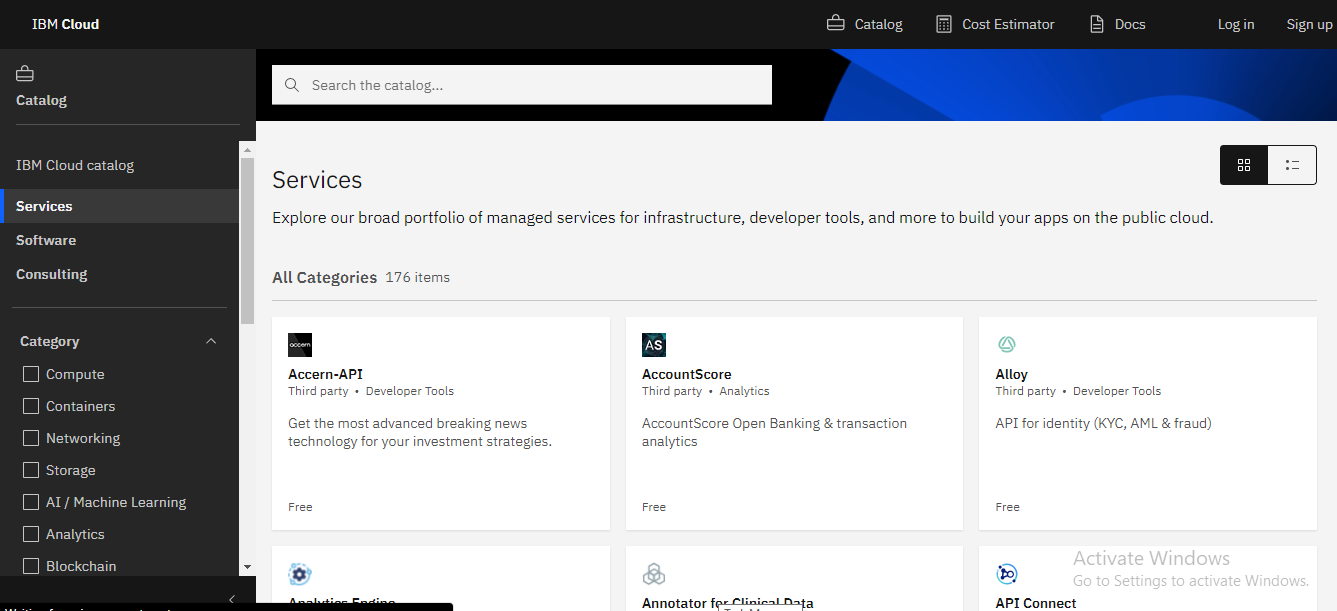 IBM Cloud
Catalog
Cost Estimator
Docs
Log in
Sign up
Catalog
Search the catalog...
IBM Cloud catalog
Services
Software
Consulting
Category
Compute
Containers
Networking
Storage
AI / Machine Learning
Analytics
Blockchain
Services
Explore our broad portfolio of managed services for infrastructure, developer tools, and more to build your apps on the public cloud.
All Categories 176 items
accern
Accern-API
Third party • Developer Tools
Get the most advanced breaking news
technology for your investment strategies.
Free
AS
AccountScore
Third party • Analytics
AccountScore Open Banking & transaction
analytics
Free
Alloy
Third party • Developer Tools
API for identity (KYC, AML & fraud)
Free
Analytics Engine
Annotator for Clinical Data
API Connect
Activate Windows
Go to Settings to activate Windows.